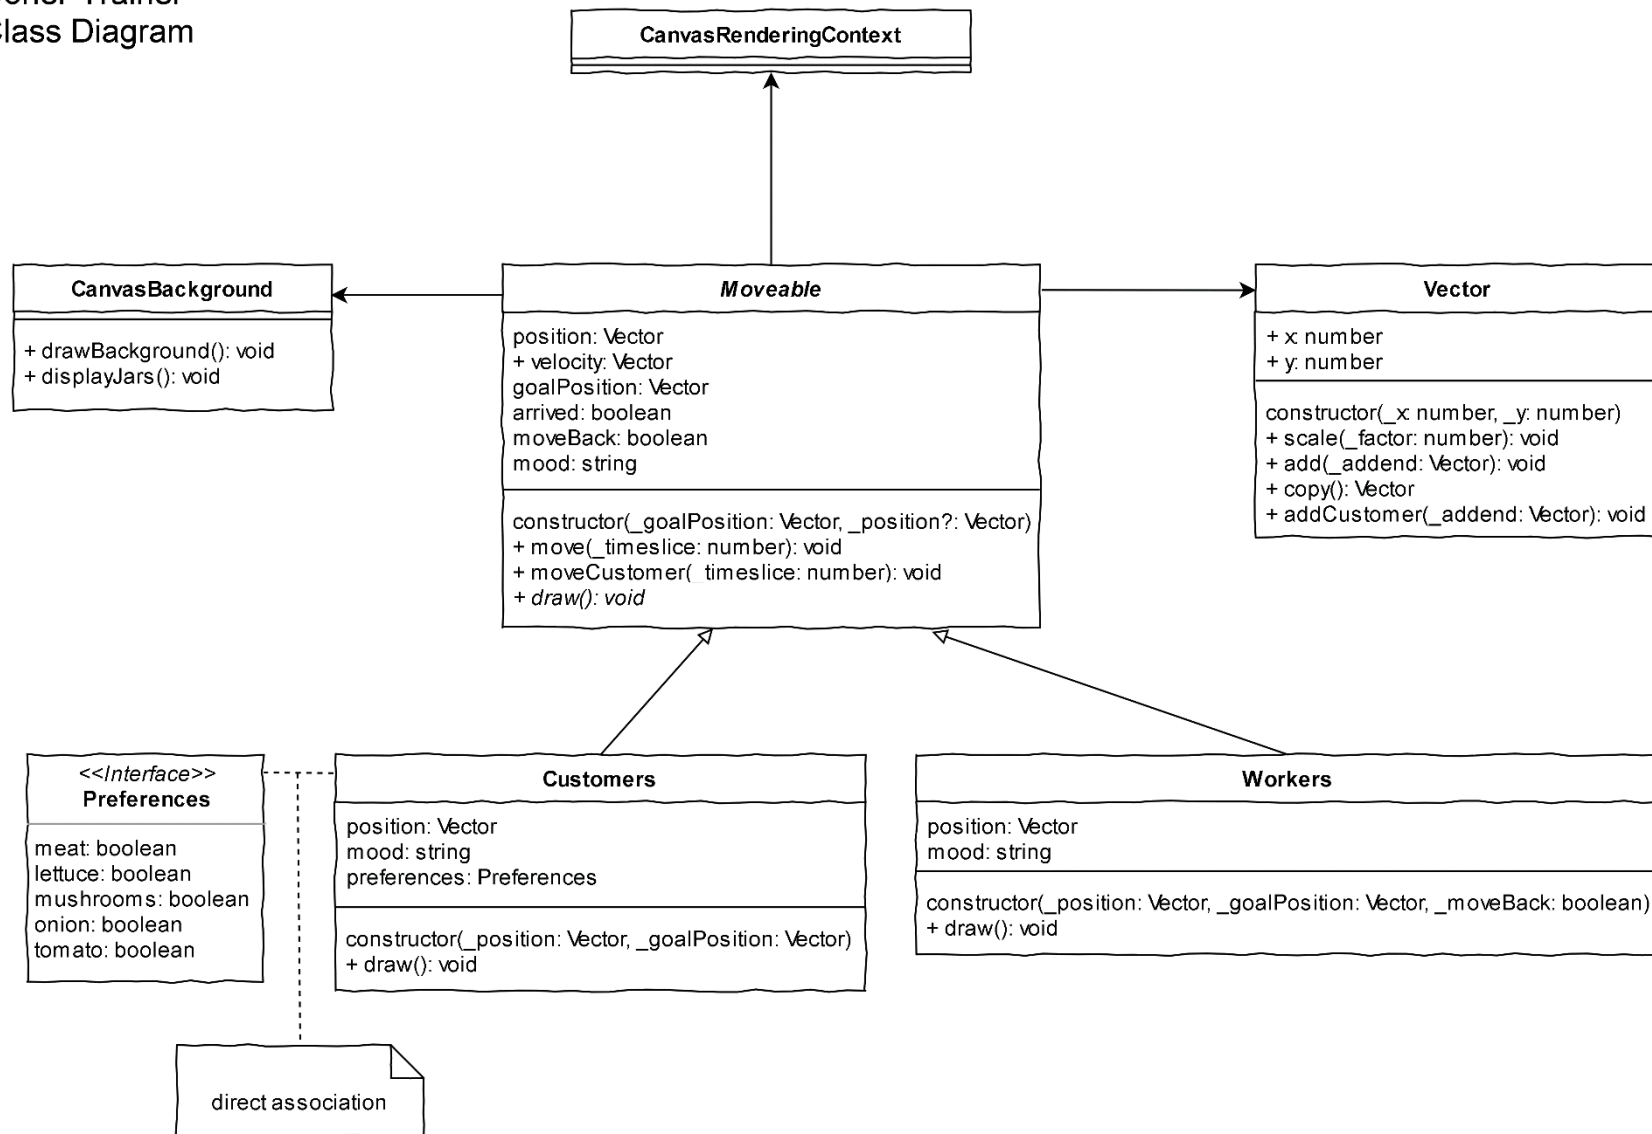 Class Diagram
CanvasRenderingContext
CanvasBackground
+ drawBackground(): void
+ displayJars(): void
Moveable
position: Vector
+ velocity: Vector
goalPosition: Vector
arrived: boolean
moveBack: boolean
mood: string
constructor(_goalPosition: Vector, _position?: Vector)
+ move(_timeslice: number): void
+ moveCustomer(_timeslice: number): void
+ draw(): void
Vector
+ x: number
+ y: number
constructor(_x: number, _y: number)
+ scale(_factor: number): void
+ add(_addend: Vector): void
+ copy(): Vector
+ addCustomer(_addend: Vector): void
<<Interface>>
Preferences
meat: boolean
lettuce: boolean
mushrooms: boolean
onion: boolean
tomato: boolean
Customers
position: Vector
mood: string
preferences: Preferences
constructor(_position: Vector, _goalPosition: Vector)
+ draw(): void
Workers
position: Vector
mood: string
constructor(_position: Vector, _goalPosition: Vector, _moveBack: boolean)
+ draw(): void
direct association